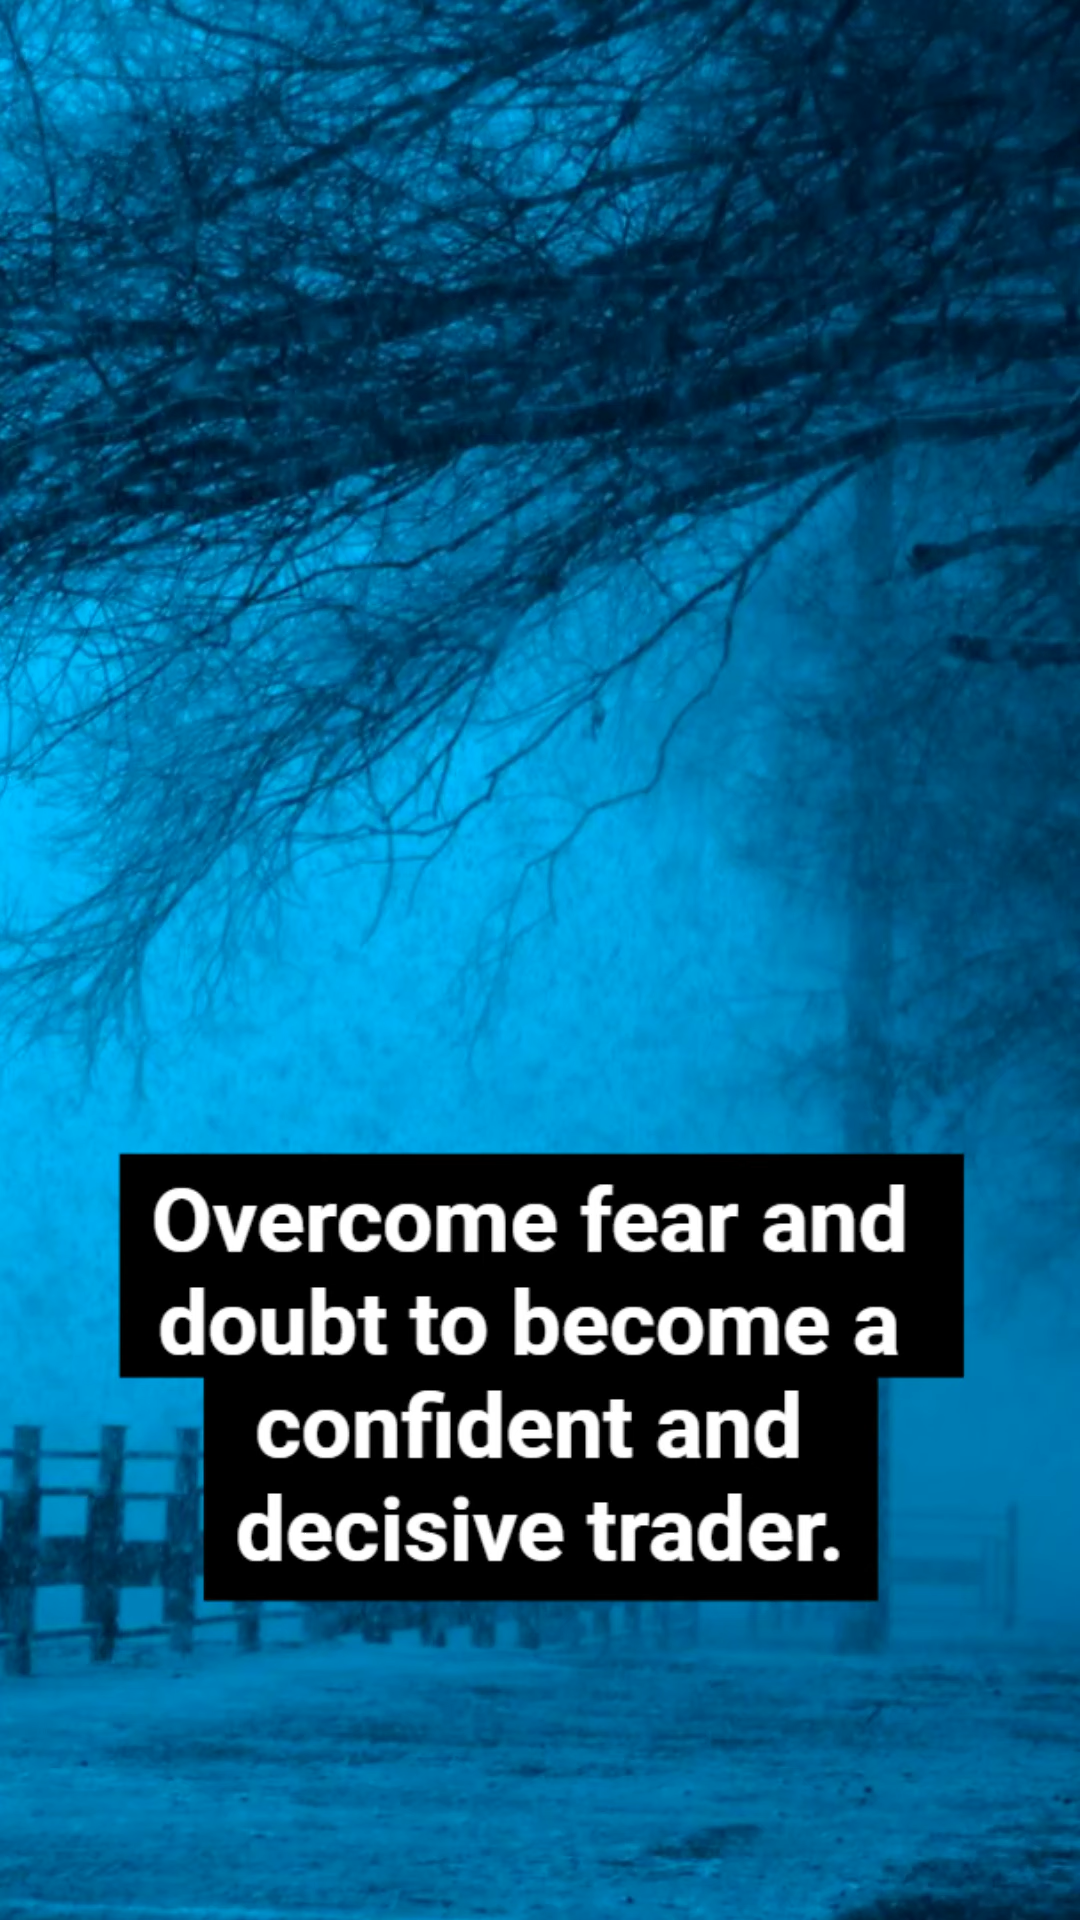 Overcome fear and
doubt to become a
confident and
decisive trader.